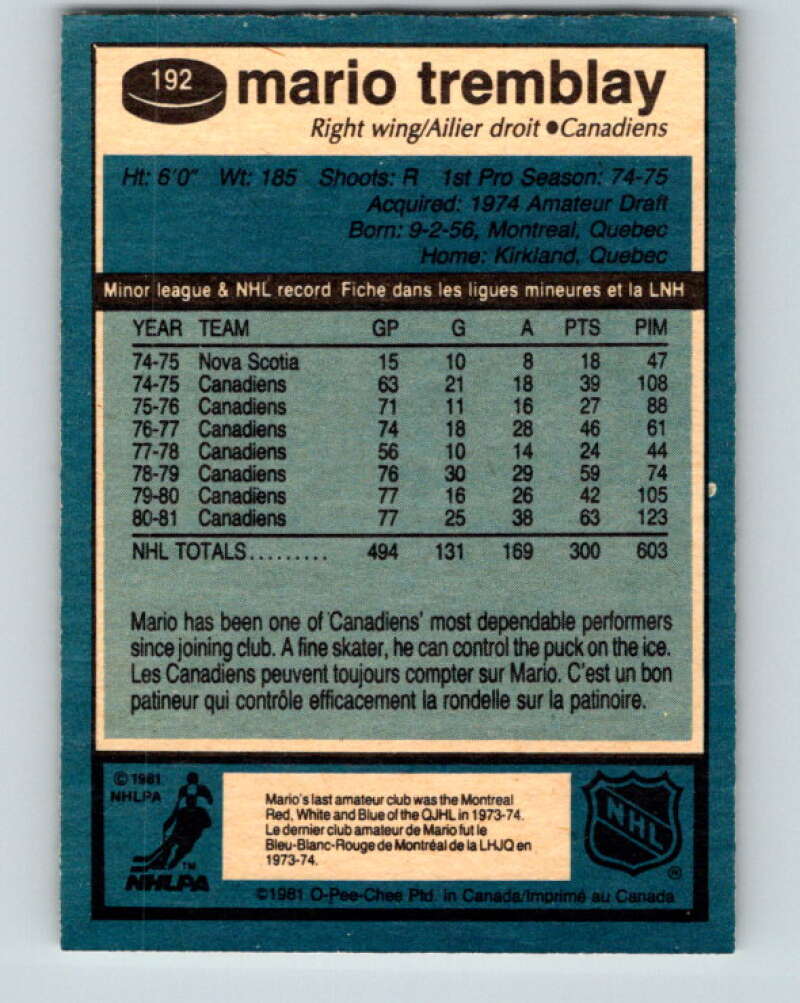 192 mario tremblay
Right wing/Ailier droit ●Canadiens
Ht: 6'0" Wt: 185 Shoots: R 1st Pro Season: 74-75
Acquired: 1974 Amateur Draft
Born: 9-2-56, Montreal, Quebec
Home: Kirkland, Quebec
Minor league & NHL record Fiche dans les ligues mineures et la LNH
YEAR TEAM GP G A PTS PIM
74-75 Nova Scotia 15 10 8 18 47
74-75 Canadiens 63 21 18 39 108
75-76 Canadiens 71 11 16 27 88
76-77 Canadiens 74 18 28 46 61
77-78 Canadiens 56 10 14 24 44
78-79 Canadiens 76 30 29 59 74
79-80 Canadiens 77 16 26 42 105
80-81 Canadiens 77 25 38 63 123
NHL TOTALS......... 494 131 169 300 603
Mario has been one of Canadiens' most dependable performers
since joining club. A fine skater, he can control the puck on the ice.
Les Canadiens peuvent toujours compter sur Mario. C'est un bon
patineur qui contrôle efficacement la rondelle sur la patinoire.
©1981
NHLPA
TM
NHLPA
Mario's last amateur club was the Montreal
Red, White and Blue of the QJHL in 1973-74.
Le dernier club amateur de Mario fut le
Bleu-Blanc-Rouge de Montréal de la LHJQ en
1973-74.
NHL
®
©1981 O-Pee-Chee Ptd. in Canada/Imprimé au Canada